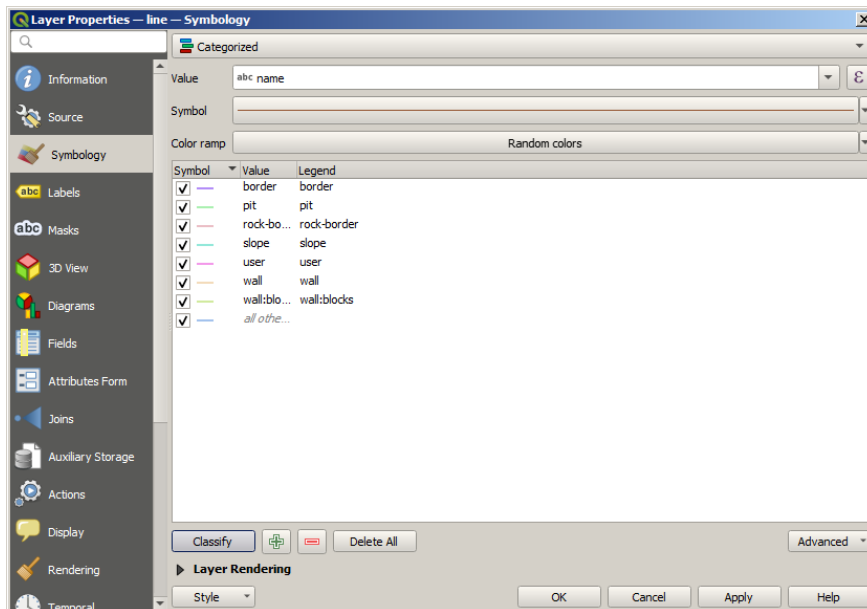 Layer Properties — line — Symbology
Categorized
Information
Value abc name ε
Source
Symbol
Symbology
Color ramp Random colors
Symbol Value Legend
abc Labels
border border
pit pit
abc Masks
rock-bo... rock-border
slope slope
3D View
user user
wall wall
Diagrams
wall:blo... wall:blocks
all othe...
Fields
Attributes Form
Joins
Auxiliary Storage
Actions
Display
Classify Delete All Advanced
Rendering
Layer Rendering
Temporal
Style OK Cancel Apply Help